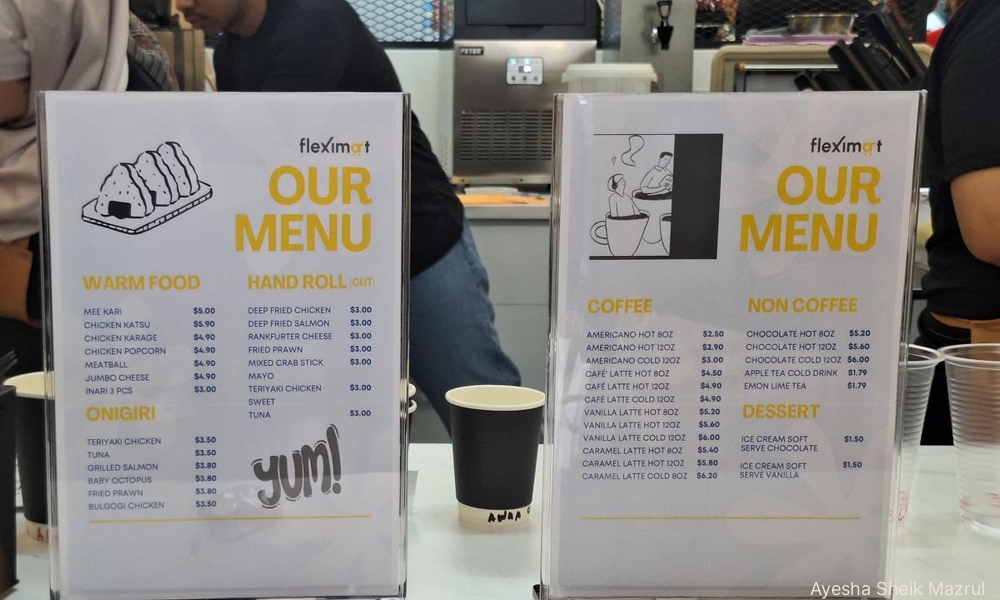 PETER
fleximart
OUR
MENU
WARM FOOD
MEE KARI $5.00
CHICKEN KATSU $5.90
CHICKEN KARAGE $4.90
CHICKEN POPCORN $4.90
MEATBALL $4.90
JUMBO CHEESE $4.90
INARI 3 PCS $3.00
ONIGIRI
TERIYAKI CHICKEN $3.50
TUNA $3.50
GRILLED SALMON $3.80
BABY OCTOPUS $3.80
FRIED PRAWN $3.80
BULGOGI CHICKEN $3.50
HAND ROLL (CUT)
DEEP FRIED CHICKEN $3.00
DEEP FRIED SALMON $3.00
RANKFURTER CHEESE $3.00
FRIED PRAWN $3.00
MIXED CRAB STICK $3.00
MAYO
TERIYAKI CHICKEN $3.00
SWEET
TUNA $3.00
YUM!
fleximart
OUR
MENU
COFFEE
AMERICANO HOT 8OZ $2.50
AMERICANO HOT 12OZ $2.90
AMERICANO COLD 12OZ $3.00
CAFÉ' LATTE HOT 8OZ $4.50
CAFÉ LATTE HOT 12OZ $4.90
CAFÉ LATTE COLD 12OZ $4.90
VANILLA LATTE HOT 8OZ $5.20
VANILLA LATTE HOT 12OZ $5.60
VANILLA LATTE COLD 12OZ $6.00
CARAMEL LATTE HOT 8OZ $5.40
CARAMEL LATTE HOT 12OZ $5.80
CARAMEL LATTE COLD 8OZ $6.20
NON COFFEE
CHOCOLATE HOT 8OZ $5.20
CHOCOLATE HOT 12OZ $5.60
CHOCOLATE COLD 12OZ $6.00
APPLE TEA COLD DRINK $1.79
EMON LIME TEA $1.79
DESSERT
ICE CREAM SOFT $1.50
SERVE CHOCOLATE
ICE CREAM SOFT $1.50
SERVE VANILLA
Ayesha Sheik Mazrul